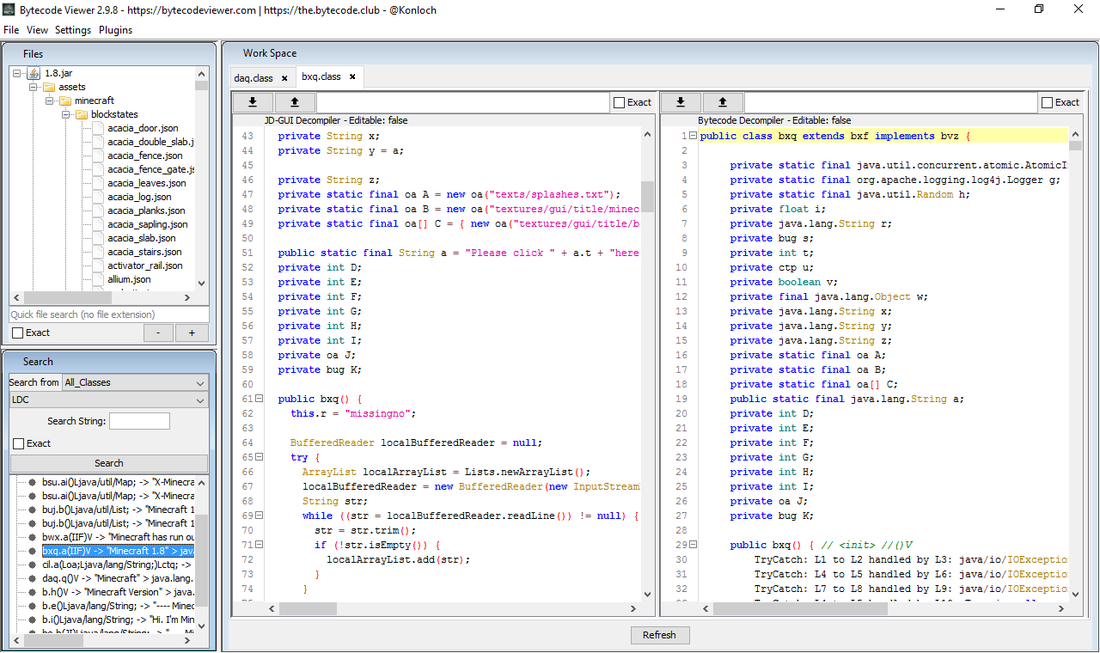 Bytecode Viewer 2.9.8 - https://bytecodeviewer.com | https://the.bytecode.club - @Konloch
File View Settings Plugins
Files
1.8.jar
assets
minecraft
blockstates
acacia_door.json
acacia_double_slab.j
acacia_fence.json
acacia_fence_gate.j
acacia_leaves.json
acacia_log.json
acacia_planks.json
acacia_sapling.json
acacia_slab.json
acacia_stairs.json
activator_rail.json
allium.json
Quick file search (no file extension)
Exact
-
+
Search
Search from All_Classes
LDC
Search String:
Exact
Search
bsu.ai()Ljava/util/Map; -> "X-Minecra
bsu.ai()Ljava/util/Map; -> "X-Minecra
buj.b()Ljava/util/List; -> "Minecraft 1
buj.b()Ljava/util/List; -> "Minecraft 1
bwx.a(IIF)V -> "Minecraft has run ou
bxq.a(IIF)V -> "Minecraft 1.8" > java
cil.a(Loa;Ljava/lang/String;)Lctq; ->
daq.q()V -> "Minecraft" > java.lang.
b.h()V -> "Minecraft Version" > java.
b.e()Ljava/lang/String; -> "---- Minec
b.i()Ljava/lang/String; -> "Hi. I'm Min
Work Space
daq.class ×
bxq.class ×
Exact
JD-GUI Decompiler - Editable: false
43 private String x;
44 private String y = a;
45
46 private String z;
47 private static final oa A = new oa("texts/splashes.txt");
48 private static final oa B = new oa("textures/gui/title/minec
49 private static final oa[] C = { new oa("textures/gui/title/b
50
51 public static final String a = "Please click " + a.t + "here
52 private int D;
53 private int E;
54 private int F;
55 private int G;
56 private int H;
57 private int I;
58 private oa J;
59 private bug K;
60
61 public bxq() {
62 this.r = "missingno";
63
64 BufferedReader localBufferedReader = null;
65 try {
66 ArrayList localArrayList = Lists.newArrayList();
67 localBufferedReader = new BufferedReader(new InputStream
68 String str;
69 while ((str = localBufferedReader.readLine()) != null) {
70 str = str.trim();
71 if (!str.isEmpty()) {
72 localArrayList.add(str);
73 }
74 }
Exact
Bytecode Decompiler - Editable: false
1 public class bxq extends bxf implements bvz {
2
3 private static final java.util.concurrent.atomic.AtomicI
4 private static final org.apache.logging.log4j.Logger g;
5 private static final java.util.Random h;
6 private float i;
7 private java.lang.String r;
8 private bug s;
9 private int t;
10 private ctp u;
11 private boolean v;
12 private final java.lang.Object w;
13 private java.lang.String x;
14 private java.lang.String y;
15 private java.lang.String z;
16 private static final oa A;
17 private static final oa B;
18 private static final oa[] C;
19 public static final java.lang.String a;
20 private int D;
21 private int E;
22 private int F;
23 private int G;
24 private int H;
25 private int I;
26 private oa J;
27 private bug K;
28
29 public bxq() { // <init> //()V
30 TryCatch: L1 to L2 handled by L3: java/io/IOException
31 TryCatch: L4 to L5 handled by L6: java/io/IOException
32 TryCatch: L7 to L8 handled by L9: java/io/IOException
Refresh